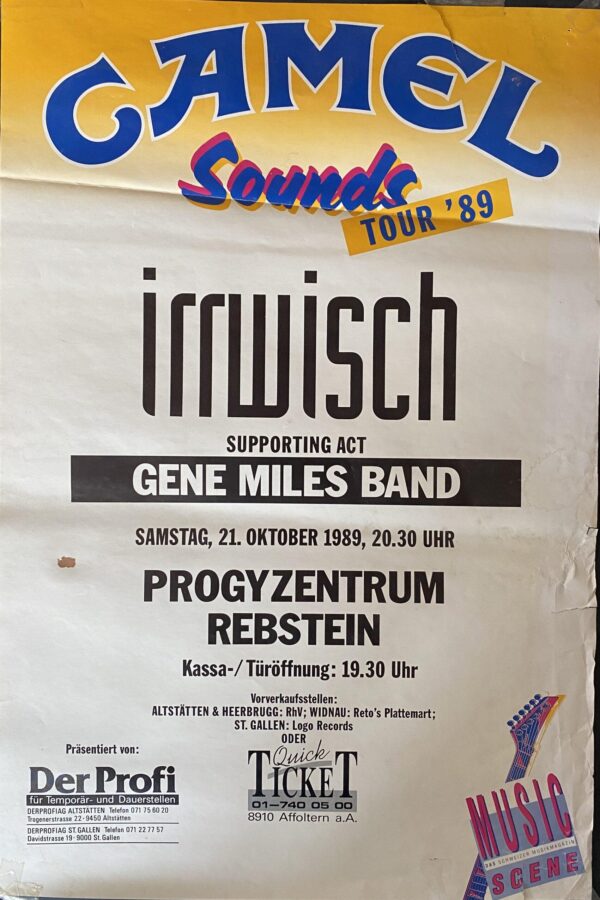 CAMEL
Sounds
TOUR '89
irrwisch
SUPPORTING ACT
GENE MILES BAND
SAMSTAG, 21. OKTOBER 1989, 20.30 UHR
PROGYZENTRUM
REBSTEIN
Kassa-/Türöffnung: 19.30 Uhr
Vorverkaufsstellen:
ALTSTÄTTEN & HEERBRUGG: RhV; WIDNAU: Reto's Plattemart;
ST. GALLEN: Logo Records
ODER
Quick
TICKET
01-740 05 00
8910 Affoltern a.A.
Präsentiert von:
Der Profi
für Temporär- und Dauerstellen
DERPROFIAG ALTSTÄTTEN Telefon 071 75 60 20
Trogenerstrasse 22 - 9450 Altstätten
DERPROFIAG ST. GALLEN Telefon 071 22 77 57
Davidstrasse 19 - 9000 St. Gallen
MUSIC
DAS SCHWEIZER MUSIKMAGAZIN
SCENE